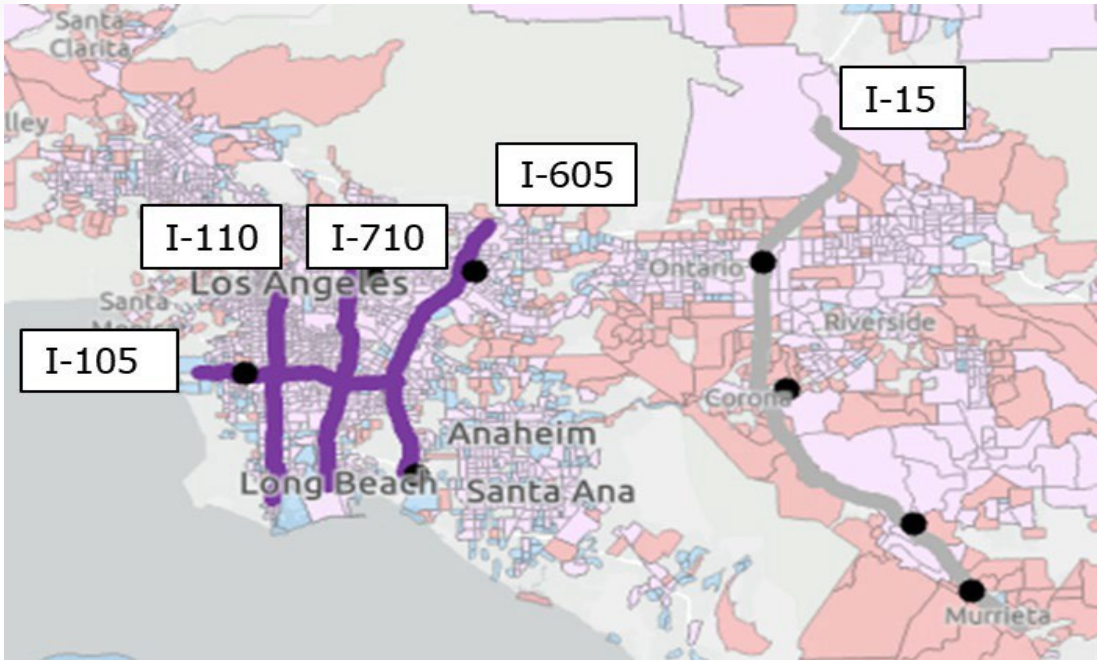 Santa
Clarita
lley
I-15
I-605
I-110
I-710
Los Angeles
Ontario
Santa
Riverside
I-105
Corona
Anaheim
Long Beach
Santa Ana
Murrieta